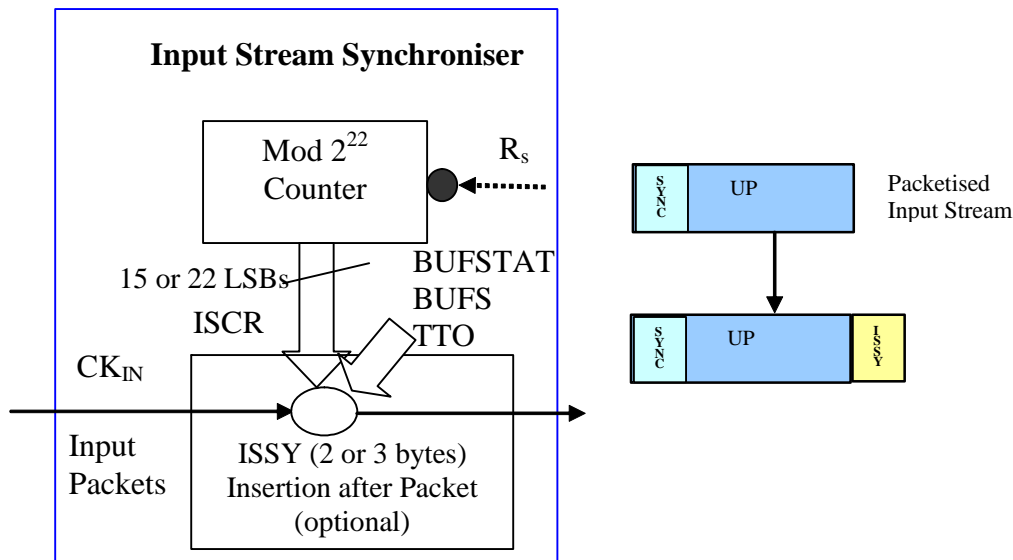 Input Stream Synchroniser
Mod 2²²
Counter
Rₛ
15 or 22 LSBs
ISCR
BUFSTAT
BUFS
TTO
CK_IN
Input
Packets
ISSY (2 or 3 bytes)
Insertion after Packet
(optional)
SYNC
UP
Packetised
Input Stream
SYNC
UP
ISSY